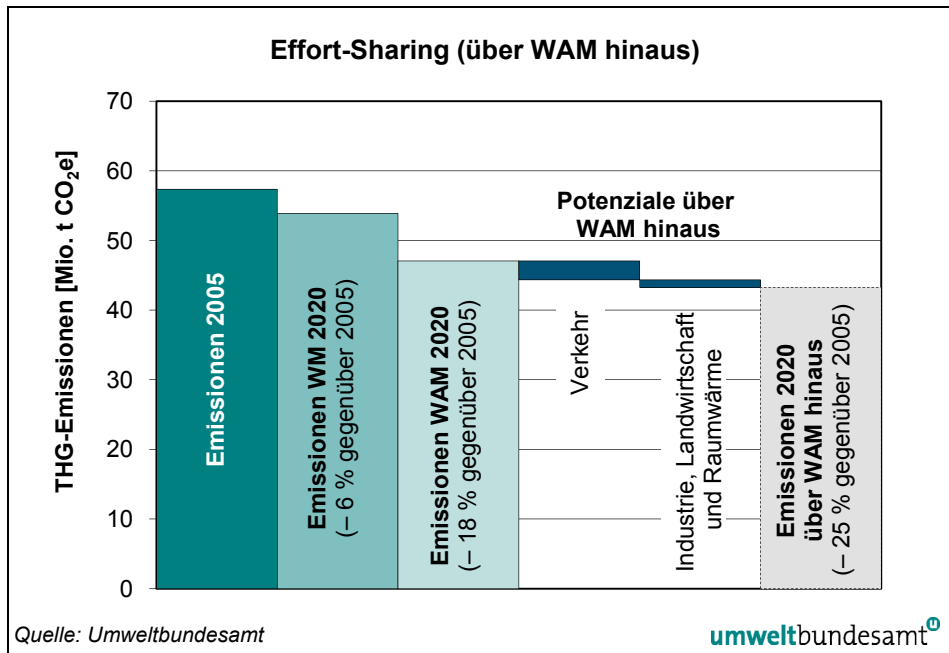 Effort-Sharing (über WAM hinaus)
THG-Emissionen [Mio. t CO₂e]
70
60
50
40
30
20
10
0
Emissionen 2005
Emissionen WM 2020
(– 6 % gegenüber 2005)
Emissionen WAM 2020
(– 18 % gegenüber 2005)
Potenziale über
WAM hinaus
Verkehr
Industrie, Landwirtschaft
und Raumwärme
Emissionen 2020
über WAM hinaus
(– 25 % gegenüber 2005)
Quelle: Umweltbundesamt
umweltbundesamt